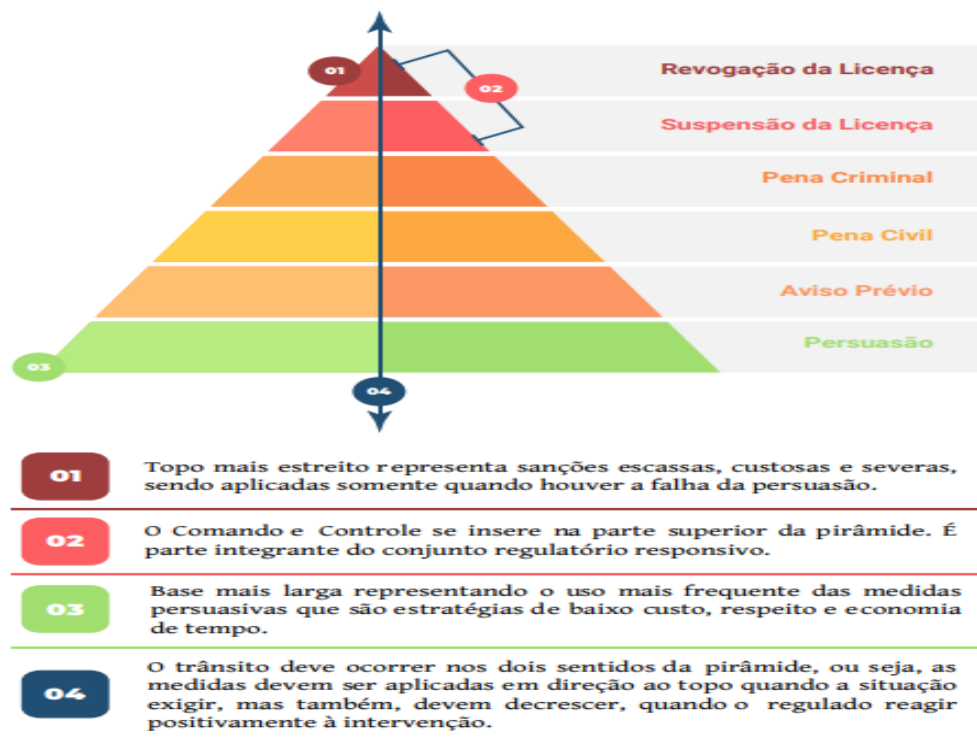 01
02
Revogação da Licença
Suspensão da Licença
Pena Criminal
Pena Civil
Aviso Prévio
Persuasão
03
04
01
Topo mais estreito representa sanções escassas, custosas e severas,
sendo aplicadas somente quando houver a falha da persuasão.
02
O Comando e Controle se insere na parte superior da pirâmide. É
parte integrante do conjunto regulatório responsivo.
03
Base mais larga representando o uso mais frequente das medidas
persuasivas que são estratégias de baixo custo, respeito e economia
de tempo.
04
O trânsito deve ocorrer nos dois sentidos da pirâmide, ou seja, as
medidas devem ser aplicadas em direção ao topo quando a situação
exigir, mas também, devem decrescer, quando o regulado reagir
positivamente à intervenção.